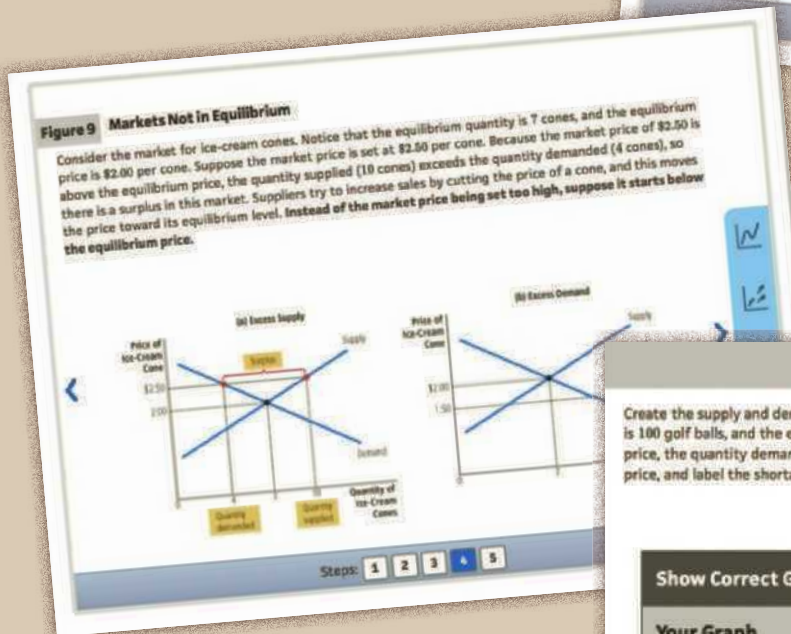 Figure 9 Markets Not in Equilibrium
Consider the market for ice-cream cones. Notice that the equilibrium quantity is 7 cones, and the equilibrium
price is $2.00 per cone. Suppose the market price is set at $2.50 per cone. Because the market price of $2.50 is
above the equilibrium price, the quantity supplied (10 cones) exceeds the quantity demanded (4 cones), so
there is a surplus in this market. Suppliers try to increase sales by cutting the price of a cone, and this moves
the price toward its equilibrium level. Instead of the market price being set too high, suppose it starts below
the equilibrium price.
(a) Excess Supply
Price of
Ice-Cream
Cone
Surplus
Supply
$2.50
2.00
Demand
0
4
7
10
Quantity
demanded
Quantity
supplied
Quantity of
Ice-Cream
Cones
(b) Excess Demand
Price of
Ice-Cream
Cone
Supply
$2.00
1.50
0
Steps: 1 2 3 4 5
Create the supply and de
is 100 golf balls, and the e
price, the quantity deman
price, and label the shorta
Show Correct G
Your Graph